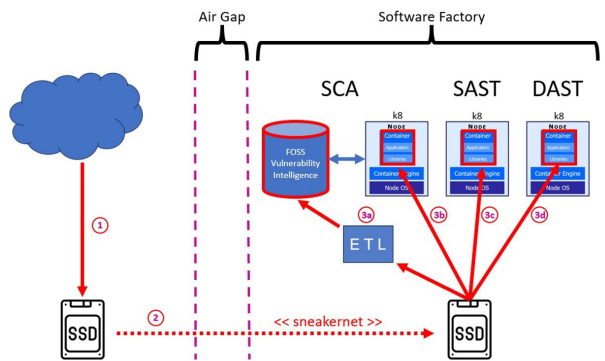 Air Gap
Software Factory
SCA
SAST
DAST
k8
k8
k8
NODE
NODE
NODE
Container
Container
Container
Application
Application
Application
Libraries
Libraries
Libraries
Container Engine
Container Engine
Container Engine
Node OS
Node OS
Node OS
FOSS
Vulnerability
Intelligence
1
3a
3b
3c
3d
ETL
SSD
2
<< sneakernet >>
SSD